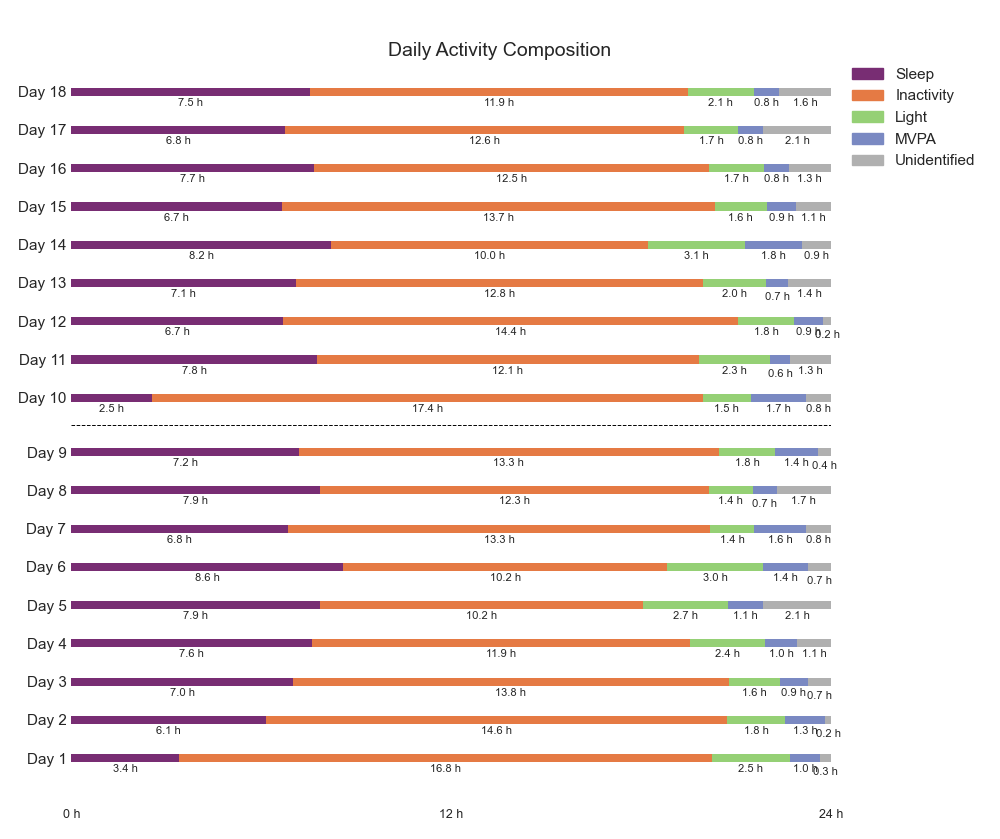 Daily Activity Composition
Sleep
Inactivity
Light
MVPA
Unidentified
Day 18
7.5 h 11.9 h 2.1 h 0.8 h 1.6 h
Day 17
6.8 h 12.6 h 1.7 h 0.8 h 2.1 h
Day 16
7.7 h 12.5 h 1.7 h 0.8 h 1.3 h
Day 15
6.7 h 13.7 h 1.6 h 0.9 h 1.1 h
Day 14
8.2 h 10.0 h 3.1 h 1.8 h 0.9 h
Day 13
7.1 h 12.8 h 2.0 h 0.7 h 1.4 h
Day 12
6.7 h 14.4 h 1.8 h 0.9 h 0.2 h
Day 11
7.8 h 12.1 h 2.3 h 0.6 h 1.3 h
Day 10
2.5 h 17.4 h 1.5 h 1.7 h 0.8 h
Day 9
7.2 h 13.3 h 1.8 h 1.4 h 0.4 h
Day 8
7.9 h 12.3 h 1.4 h 0.7 h 1.7 h
Day 7
6.8 h 13.3 h 1.4 h 1.6 h 0.8 h
Day 6
8.6 h 10.2 h 3.0 h 1.4 h 0.7 h
Day 5
7.9 h 10.2 h 2.7 h 1.1 h 2.1 h
Day 4
7.6 h 11.9 h 2.4 h 1.0 h 1.1 h
Day 3
7.0 h 13.8 h 1.6 h 0.9 h 0.7 h
Day 2
6.1 h 14.6 h 1.8 h 1.3 h 0.2 h
Day 1
3.4 h 16.8 h 2.5 h 1.0 h 0.3 h
0 h 12 h 24 h